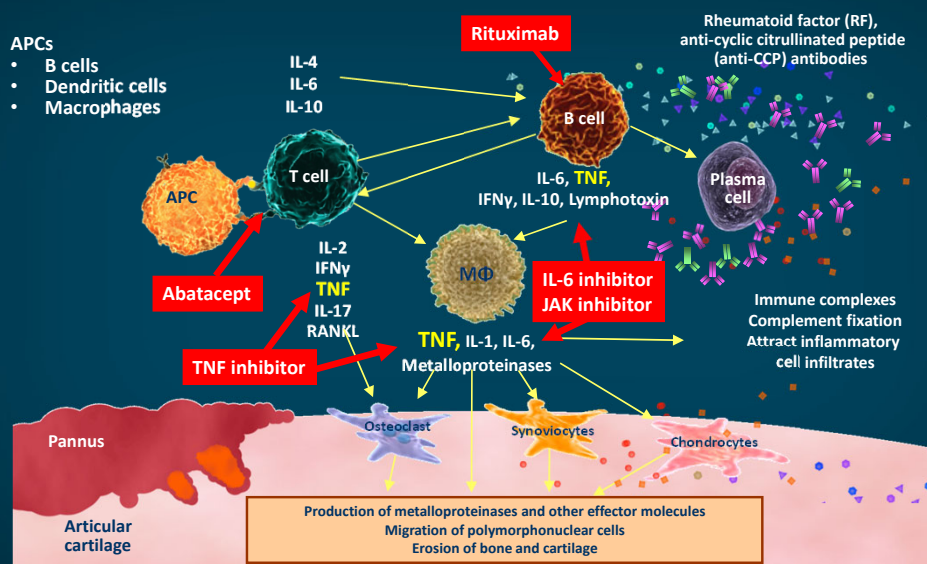 APCs
• B cells
• Dendritic cells
• Macrophages
IL-4
IL-6
IL-10
Rituximab
Rheumatoid factor (RF),
anti-cyclic citrullinated peptide
(anti-CCP) antibodies
B cell
T cell
APC
Plasma
cell
IL-6, TNF,
IFNγ, IL-10, Lymphotoxin
Abatacept
IL-2
IFNγ
TNF
IL-17
RANKL
MΦ
IL-6 inhibitor
JAK inhibitor
TNF inhibitor
TNF, IL-1, IL-6,
Metalloproteinases
Immune complexes
Complement fixation
Attract inflammatory
cell infiltrates
Pannus
Osteoclast
Synoviocytes
Chondrocytes
Articular
cartilage
Production of metalloproteinases and other effector molecules
Migration of polymorphonuclear cells
Erosion of bone and cartilage